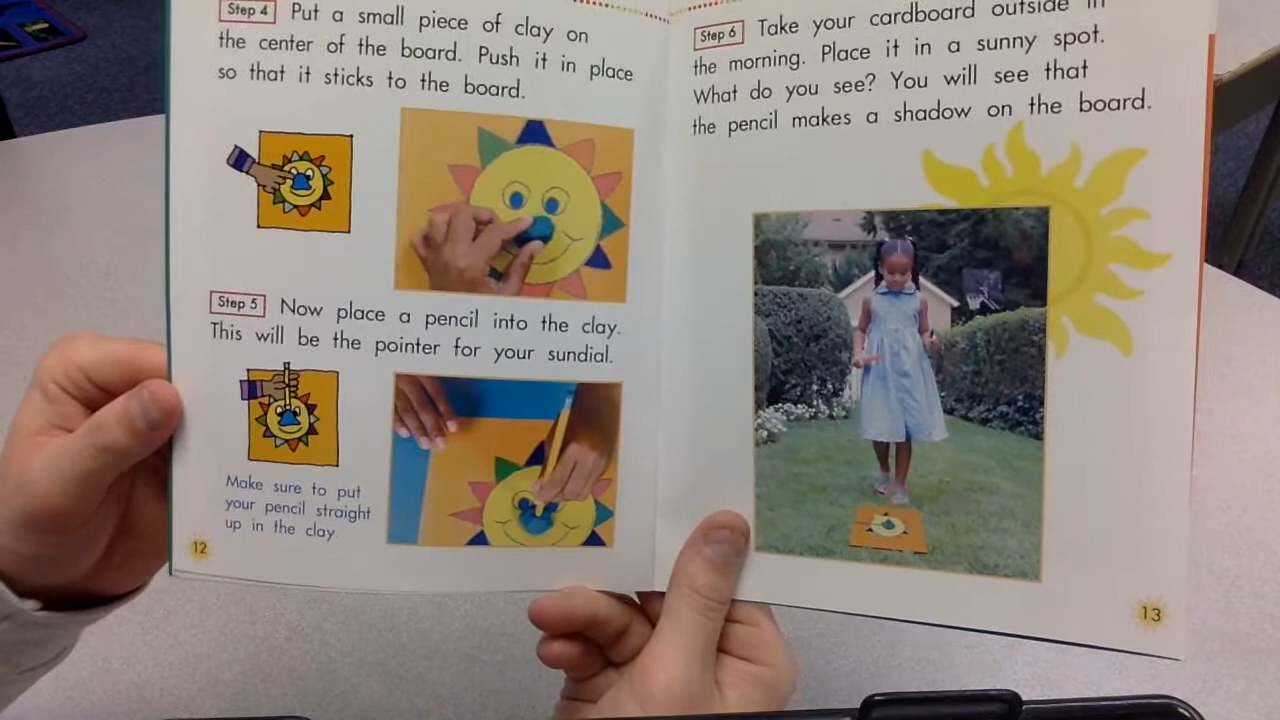 Step 4 Put a small piece of clay on
the center of the board. Push it in place
so that it sticks to the board.
Step 5 Now place a pencil into the clay.
This will be the pointer for your sundial.
Make sure to put
your pencil straight
up in the clay.
12
Step 6 Take your cardboard outside in
the morning. Place it in a sunny spot.
What do you see? You will see that
the pencil makes a shadow on the board.
13